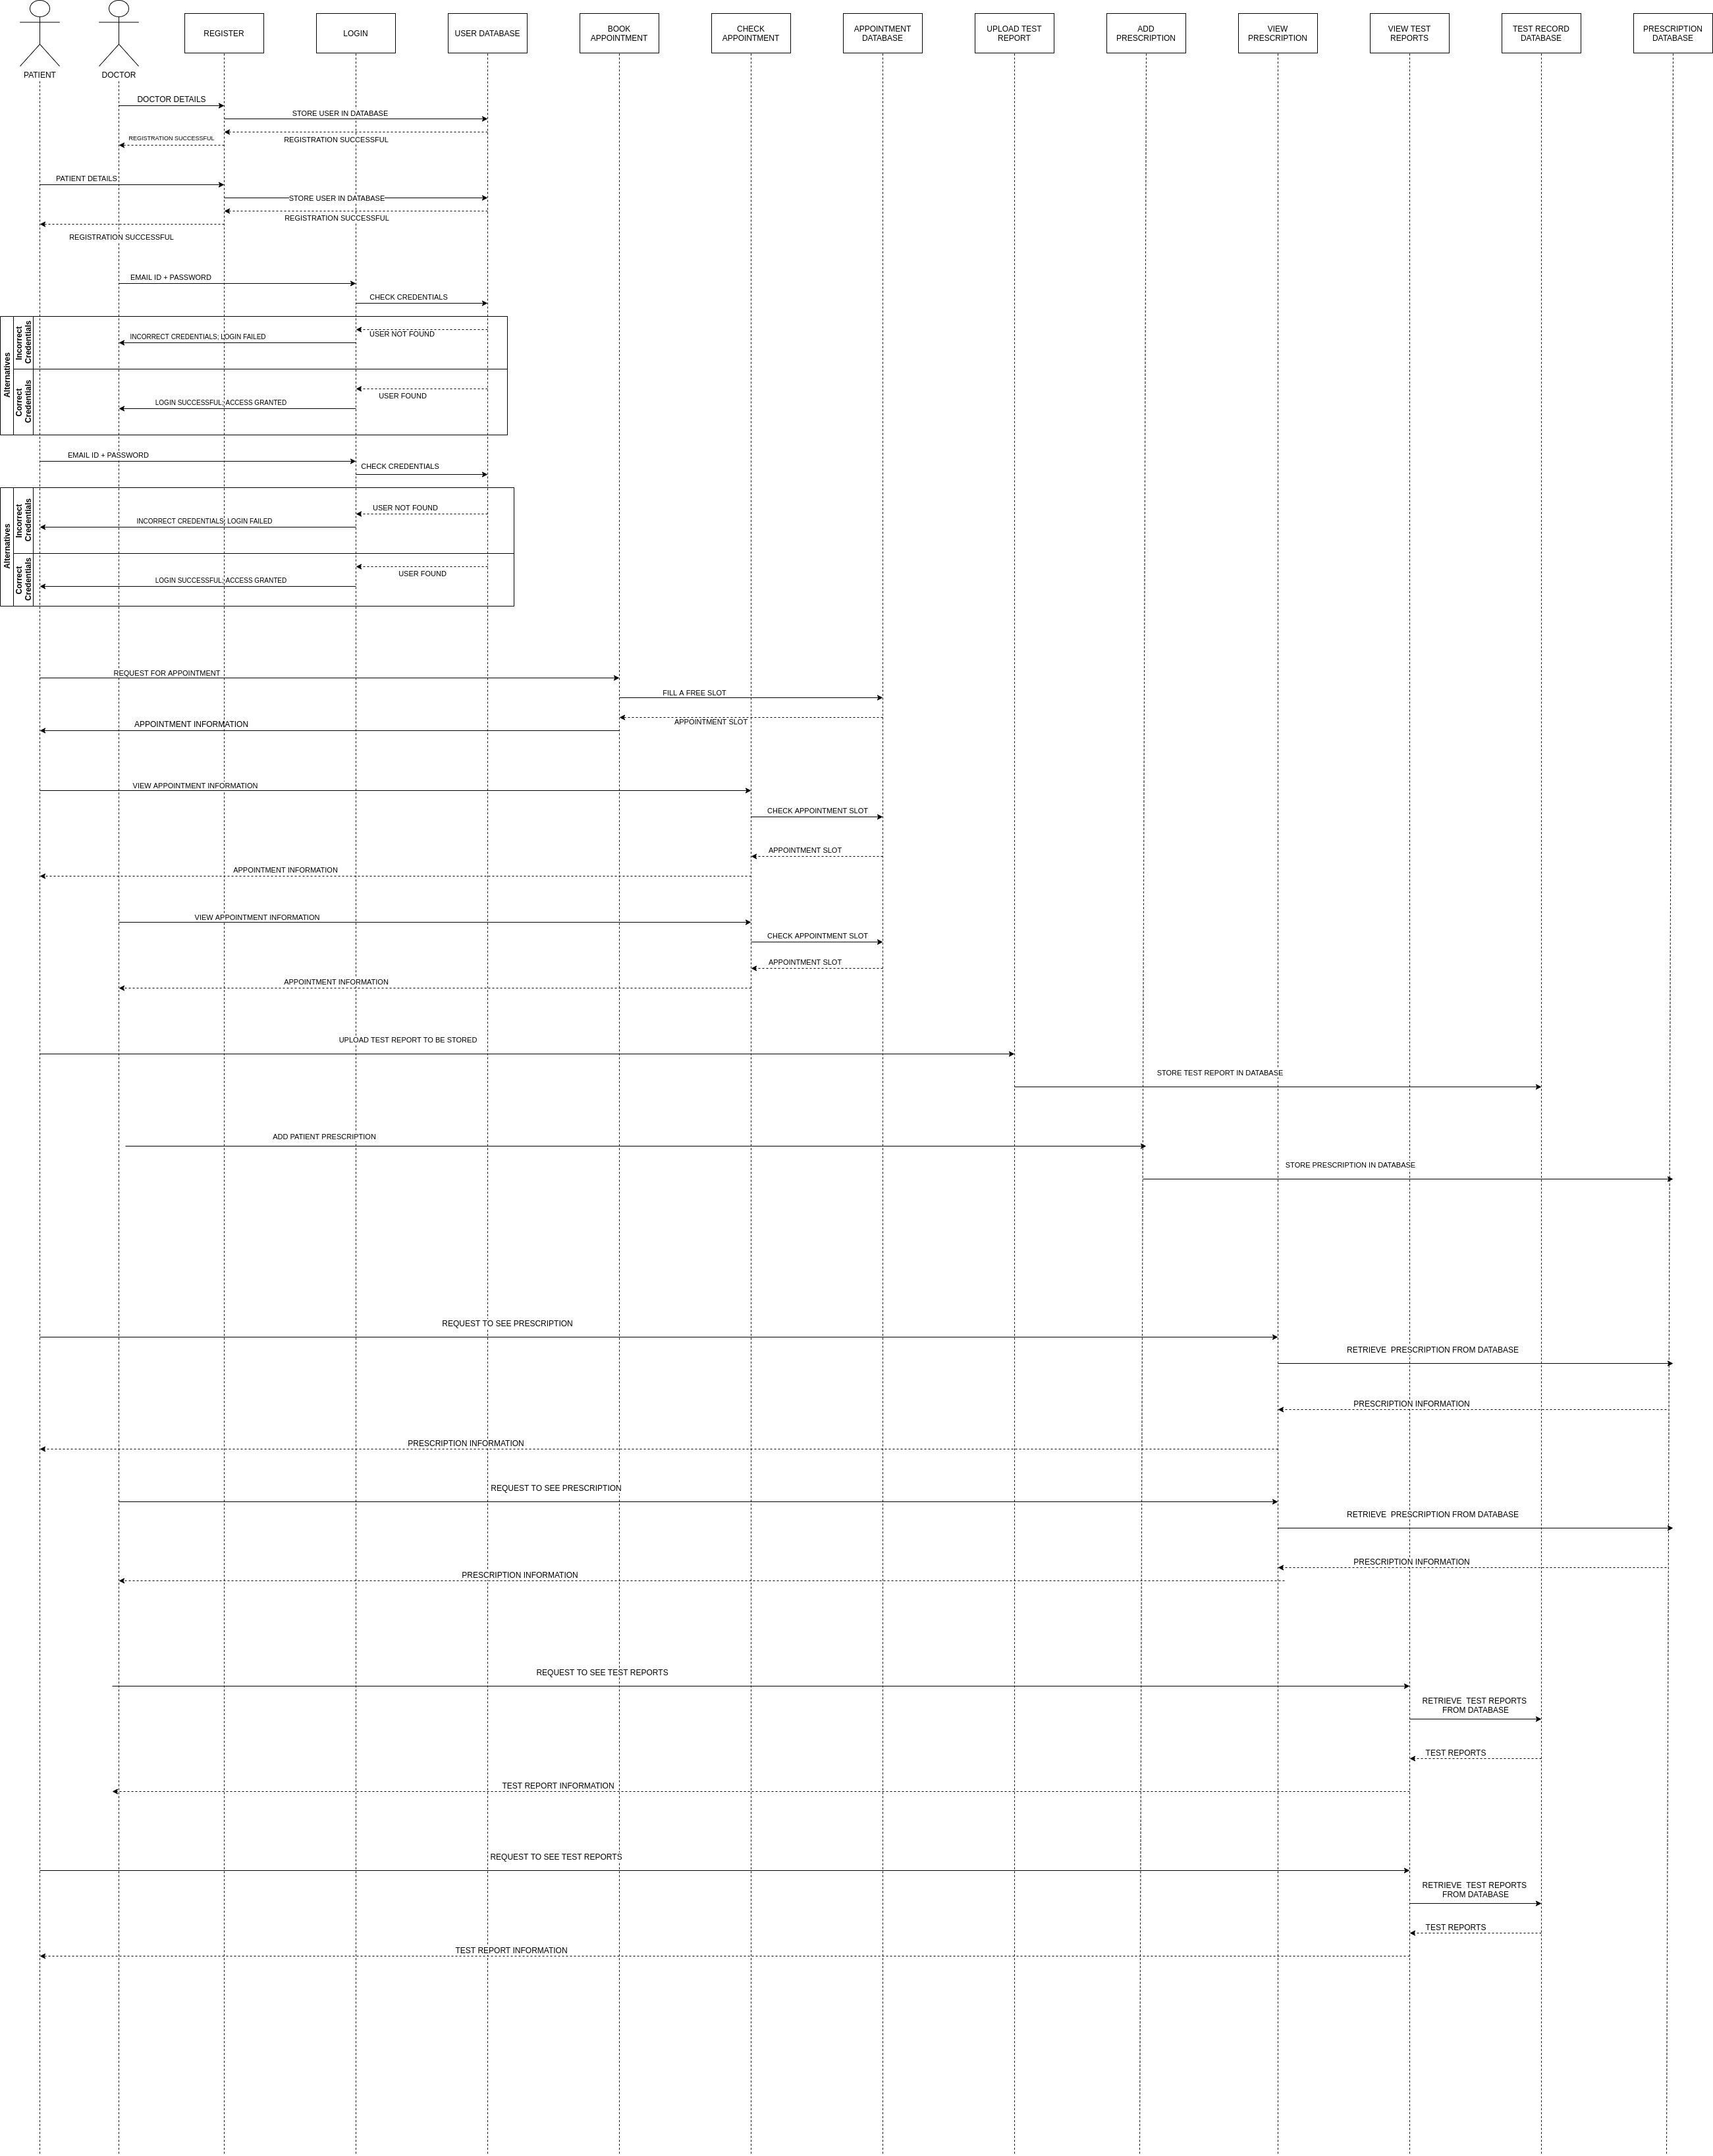 PATIENT
DOCTOR
REGISTER
LOGIN
USER DATABASE
BOOK
APPOINTMENT
CHECK
APPOINTMENT
APPOINTMENT
DATABASE
UPLOAD TEST
REPORT
ADD
PRESCRIPTION
VIEW
PRESCRIPTION
VIEW TEST
REPORTS
TEST RECORD
DATABASE
PRESCRIPTION
DATABASE
DOCTOR DETAILS
STORE USER IN DATABASE
REGISTRATION SUCCESSFUL
REGISTRATION SUCCESSFUL
PATIENT DETAILS
STORE USER IN DATABASE
REGISTRATION SUCCESSFUL
REGISTRATION SUCCESSFUL
EMAIL ID + PASSWORD
CHECK CREDENTIALS
Alternatives
Incorrect
Credentials
USER NOT FOUND
INCORRECT CREDENTIALS; LOGIN FAILED
Correct
Credentials
USER FOUND
LOGIN SUCCESSFUL; ACCESS GRANTED
EMAIL ID + PASSWORD
CHECK CREDENTIALS
Alternatives
Incorrect
Credentials
USER NOT FOUND
INCORRECT CREDENTIALS; LOGIN FAILED
Correct
Credentials
USER FOUND
LOGIN SUCCESSFUL; ACCESS GRANTED
REQUEST FOR APPOINTMENT
FILL A FREE SLOT
APPOINTMENT SLOT
APPOINTMENT INFORMATION
VIEW APPOINTMENT INFORMATION
CHECK APPOINTMENT SLOT
APPOINTMENT SLOT
APPOINTMENT INFORMATION
VIEW APPOINTMENT INFORMATION
CHECK APPOINTMENT SLOT
APPOINTMENT SLOT
APPOINTMENT INFORMATION
UPLOAD TEST REPORT TO BE STORED
STORE TEST REPORT IN DATABASE
ADD PATIENT PRESCRIPTION
STORE PRESCRIPTION IN DATABASE
REQUEST TO SEE PRESCRIPTION
RETRIEVE  PRESCRIPTION FROM DATABASE
PRESCRIPTION INFORMATION
PRESCRIPTION INFORMATION
REQUEST TO SEE PRESCRIPTION
RETRIEVE  PRESCRIPTION FROM DATABASE
PRESCRIPTION INFORMATION
PRESCRIPTION INFORMATION
REQUEST TO SEE TEST REPORTS
RETRIEVE  TEST REPORTS
FROM DATABASE
TEST REPORTS
TEST REPORT INFORMATION
REQUEST TO SEE TEST REPORTS
RETRIEVE  TEST REPORTS
FROM DATABASE
TEST REPORTS
TEST REPORT INFORMATION